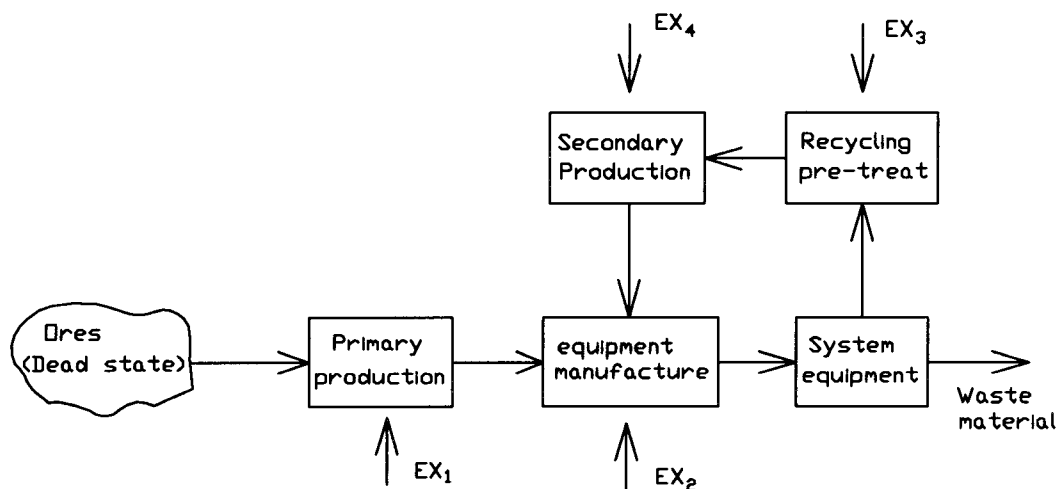 EX₄
EX₃
Secondary
Production
Recycling
pre-treat
Ores
(Dead state)
Primary
production
equipment
manufacture
System
equipment
Waste
material
EX₁
EX₂